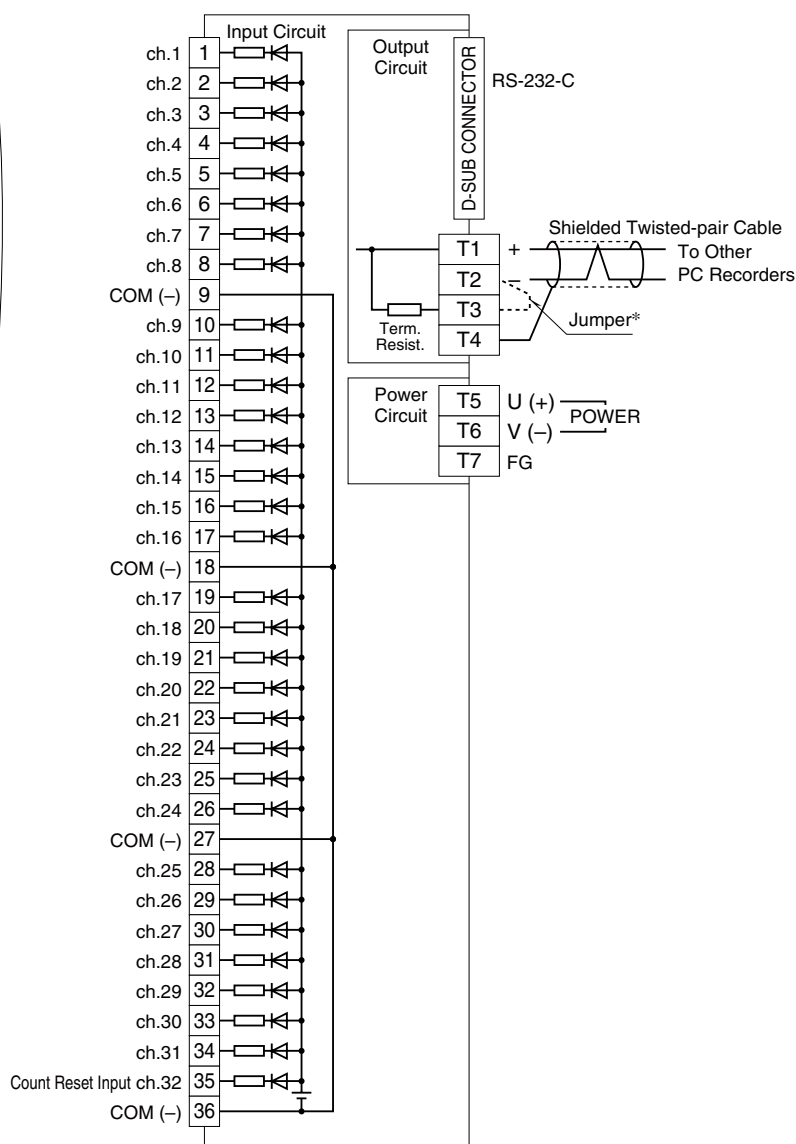 Input Circuit
ch.1 1
ch.2 2
ch.3 3
ch.4 4
ch.5 5
ch.6 6
ch.7 7
ch.8 8
COM (–) 9
ch.9 10
ch.10 11
ch.11 12
ch.12 13
ch.13 14
ch.14 15
ch.15 16
ch.16 17
COM (–) 18
ch.17 19
ch.18 20
ch.19 21
ch.20 22
ch.21 23
ch.22 24
ch.23 25
ch.24 26
COM (–) 27
ch.25 28
ch.26 29
ch.27 30
ch.28 31
ch.29 32
ch.30 33
ch.31 34
Count Reset Input ch.32 35
COM (–) 36
Output
Circuit
D-SUB CONNECTOR
RS-232-C
Shielded Twisted-pair Cable
T1 +
To Other
PC Recorders
T2 –
T3
Term.
Resist.
Jumper*
T4
Power
Circuit
T5 U (+)
POWER
T6 V (–)
T7 FG